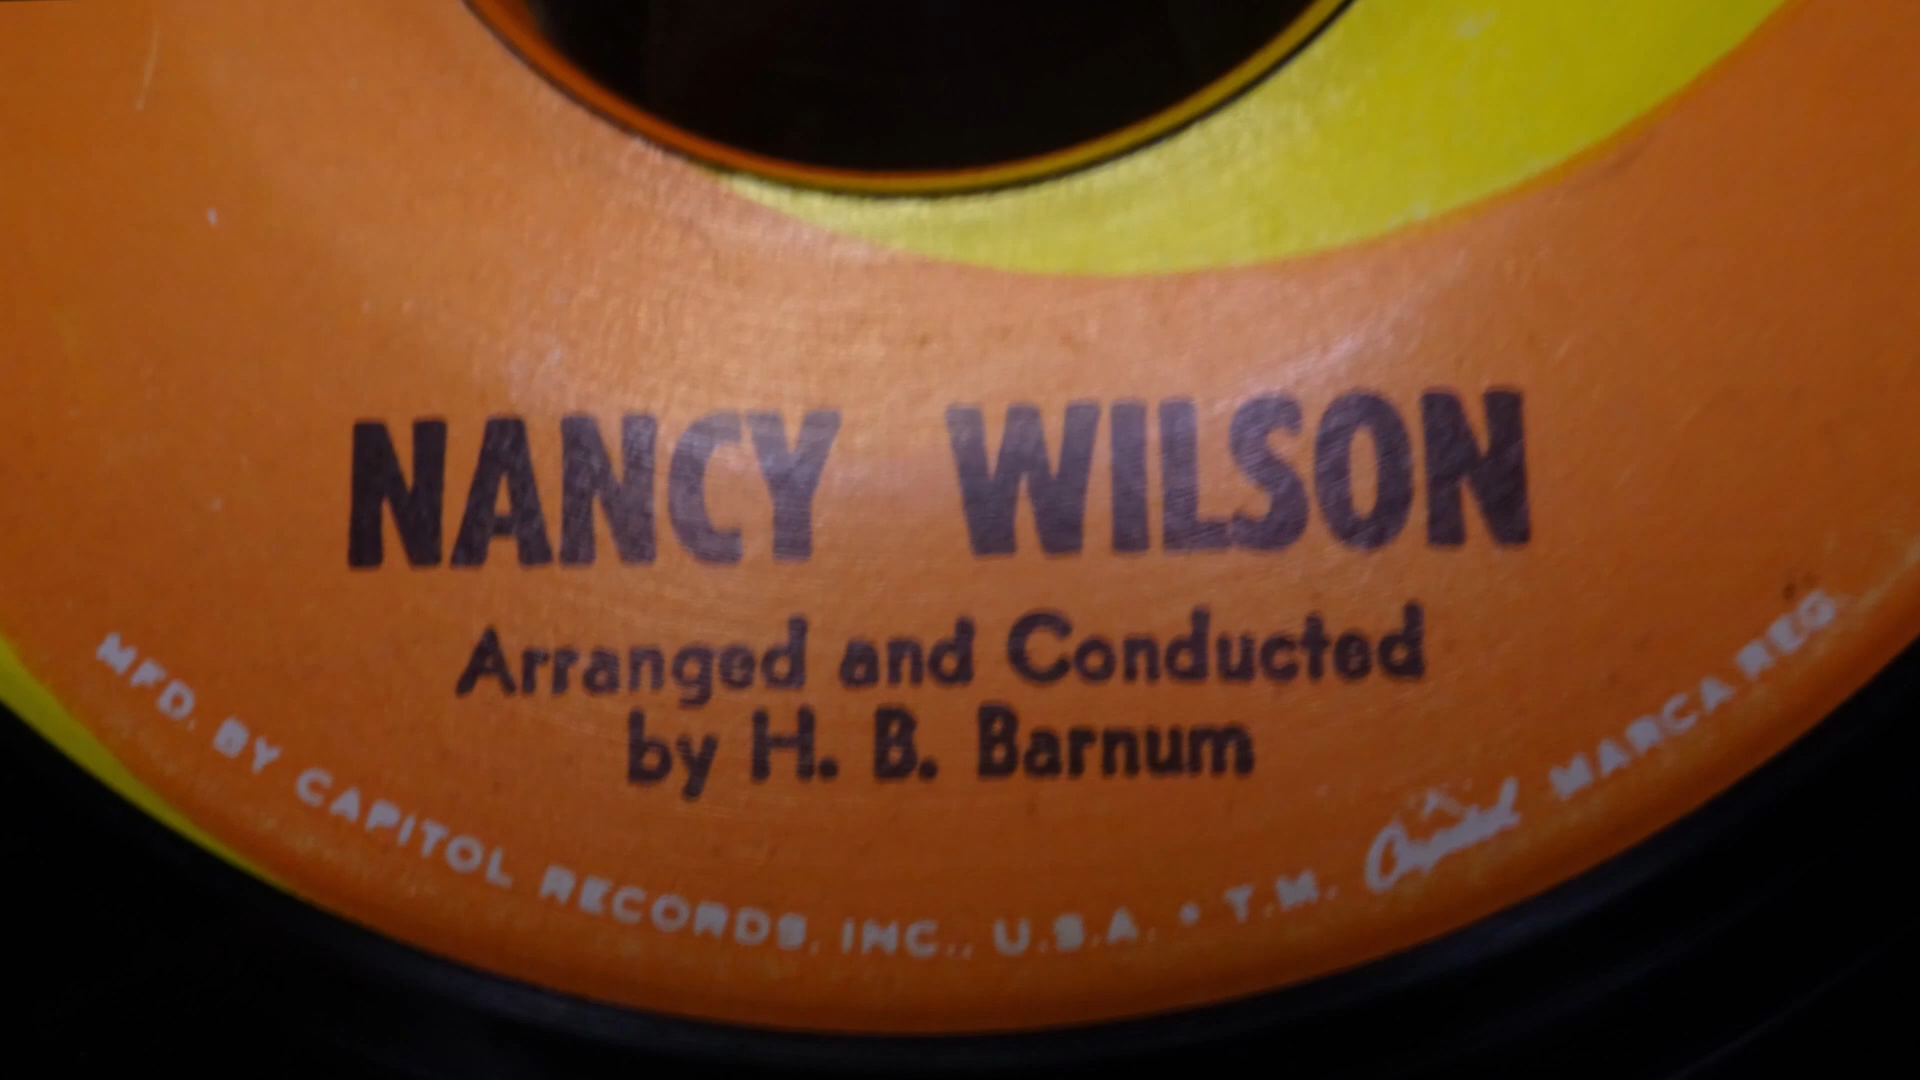 NANCY WILSON
Arranged and Conducted
by H. B. Barnum
MFD. BY CAPITOL RECORDS, INC., U.S.A. • T.M. Capitol MARCA REG.